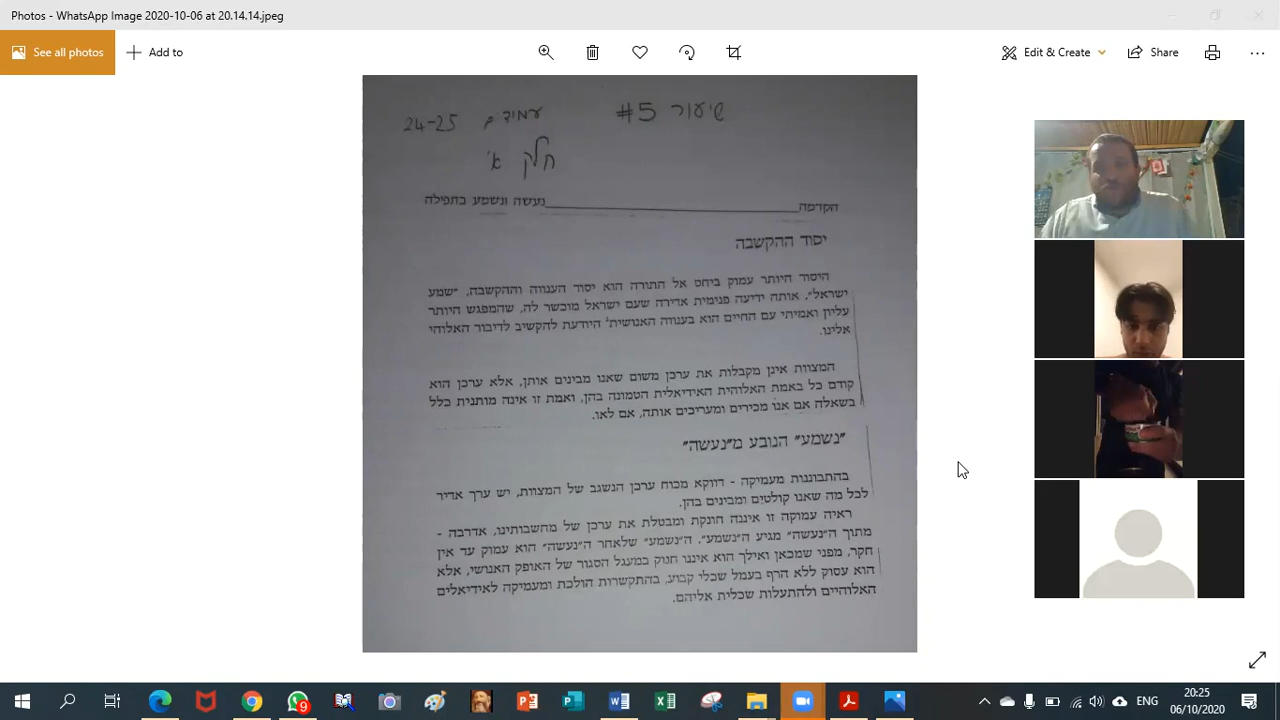 Photos - WhatsApp Image 2020-10-06 at 20.14.14.jpeg
See all photos
Add to
Edit & Create
Share
שיעור #5 עמודים 24-25
חלק א'
הקדמה נעשה ונשמע בתפילה
יסוד ההקשבה
היסוד היותר עמוק ביחס אל התורה הוא יסוד הענווה וההקשבה, "שמע
ישראל", אותה ידיעה פנימית אדירה שעם ישראל מוכשר לה, שהמפגש היותר
עליון ואמיתי עם החיים הוא בענווה האנושית היודעת להקשיב לדיבור האלוהי
אלינו.
המצוות אינן מקבלות את ערכן משום שאנו מבינים אותן, אלא ערכן הוא
קודם כל באמת האלוהית האידיאלית הטמונה בהן, ואמת זו אינה מותנית כלל
בשאלה אם אנו מכירים ומעריכים אותה, אם לאו.
"נשמע" הנובע מ"נעשה"
בהתבוננות מעמיקה - דווקא מכוח ערכן הנשגב של המצוות, יש ערך אדיר
לכל מה שאנו קולטים ומבינים בהן.
ראיה עמוקה זו איננה חונקת ומבטלת את ערכן של מחשבותינו, אדרבה -
מתוך ה"נעשה" מגיע ה"נשמע". ה"נשמע" שלאחר ה"נעשה" הוא עמוק עד אין
חקר, מפני שמכאן ואילך הוא איננו חנוק במעגל הסגור של האופק האנושי, אלא
הוא עסוק ללא הרף בעמל שכלי קבוע, בהתקשרות הולכת ומעמיקה לאידיאלים
האלוהיים ולהתעלות שכלית אליהם.
9
ENG
20:25
06/10/2020